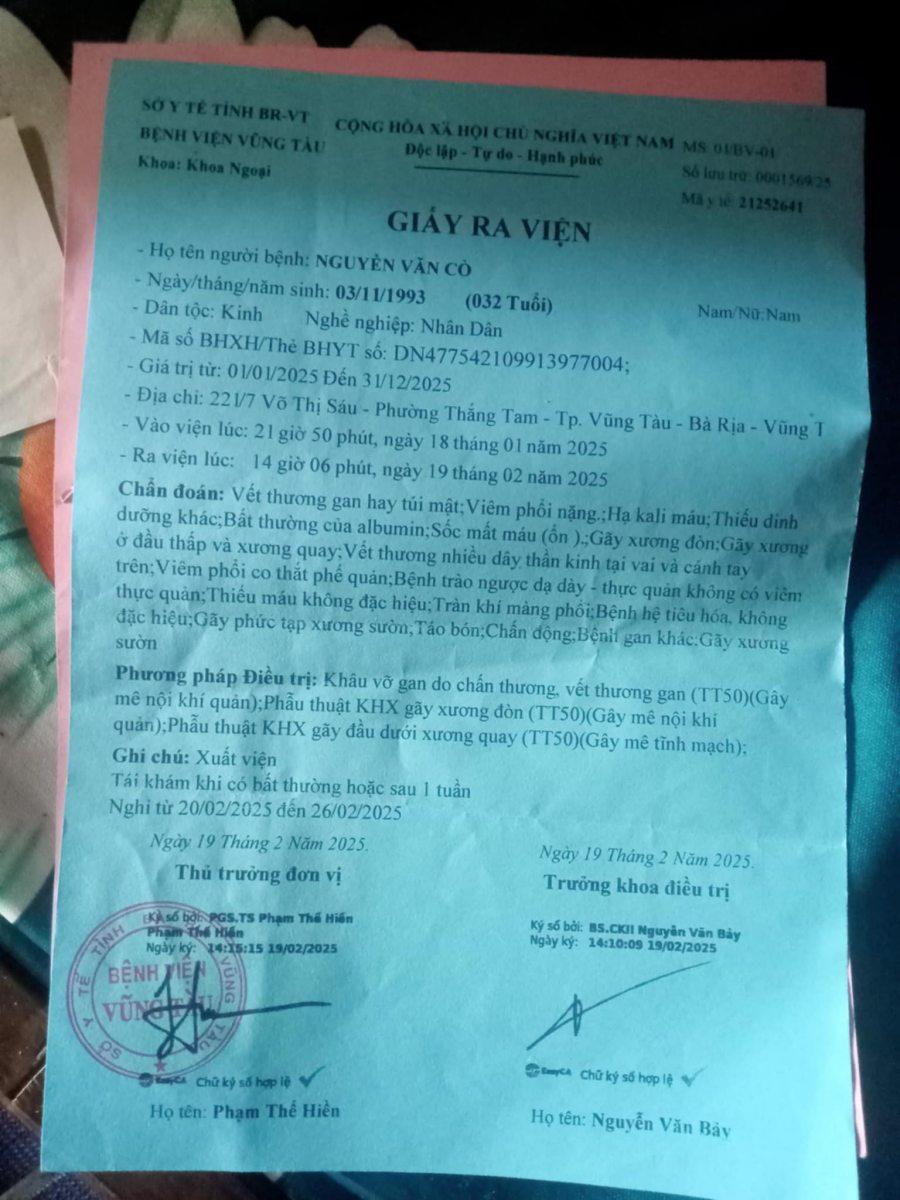 SỞ Y TẾ TỈNH BR-VT
BỆNH VIỆN VŨNG TÀU
Khoa: Khoa Ngoại
CỘNG HÒA XÃ HỘI CHỦ NGHĨA VIỆT NAM
Độc lập - Tự do - Hạnh phúc
MS: 01/BV-01
Số lưu trữ: 0001569/25
Mã y tế: 21252641
GIẤY RA VIỆN
- Họ tên người bệnh: NGUYỄN VĂN CÒ
- Ngày/tháng/năm sinh: 03/11/1993 (032 Tuổi) Nam/Nữ:Nam
- Dân tộc: Kinh Nghề nghiệp: Nhân Dân
- Mã số BHXH/Thẻ BHYT số: DN477542109913977004;
- Giá trị từ: 01/01/2025 Đến 31/12/2025
- Địa chỉ: 221/7 Võ Thị Sáu - Phường Thắng Tam - Tp. Vũng Tàu - Bà Rịa - Vũng T
- Vào viện lúc: 21 giờ 50 phút, ngày 18 tháng 01 năm 2025
- Ra viện lúc: 14 giờ 06 phút, ngày 19 tháng 02 năm 2025
Chẩn đoán: Vết thương gan hay túi mật;Viêm phổi nặng.;Hạ kali máu;Thiếu dinh
dưỡng khác;Bất thường của albumin;Sốc mất máu (ổn ).;Gãy xương đòn;Gãy xương
ở đầu thấp và xương quay;Vết thương nhiều dây thần kinh tại vai và cánh tay
trên;Viêm phổi co thắt phế quản;Bệnh trào ngược dạ dày - thực quản không có viêm
thực quản;Thiếu máu không đặc hiệu;Tràn khí màng phổi;Bệnh hệ tiêu hóa, không
đặc hiệu;Gãy phức tạp xương sườn;Táo bón;Chấn động;Bệnh gan khác;Gãy xương
sườn
Phương pháp Điều trị: Khâu vỡ gan do chấn thương, vết thương gan (TT50)(Gây
mê nội khí quản);Phẫu thuật KHX gãy xương đòn (TT50)(Gây mê nội khí
quản);Phẫu thuật KHX gãy đầu dưới xương quay (TT50)(Gây mê tĩnh mạch);
Ghi chú: Xuất viện
Tái khám khi có bất thường hoặc sau 1 tuần
Nghỉ từ 20/02/2025 đến 26/02/2025
Ngày 19 Tháng 2 Năm 2025.
Thủ trưởng đơn vị
Ký số bởi: PGS.TS Phạm Thế Hiền
Phạm Thế Hiền
Ngày ký: 14:15:15 19/02/2025
SỞ Y TẾ TỈNH BÀ RỊA VŨNG TÀU
BỆNH VIỆN
VŨNG TÀU
EasyCA Chữ ký số hợp lệ
Họ tên: Phạm Thế Hiền
Ngày 19 Tháng 2 Năm 2025.
Trưởng khoa điều trị
Ký số bởi: BS.CKII Nguyễn Văn Bảy
Ngày ký: 14:10:09 19/02/2025
EasyCA Chữ ký số hợp lệ
Họ tên: Nguyễn Văn Bảy